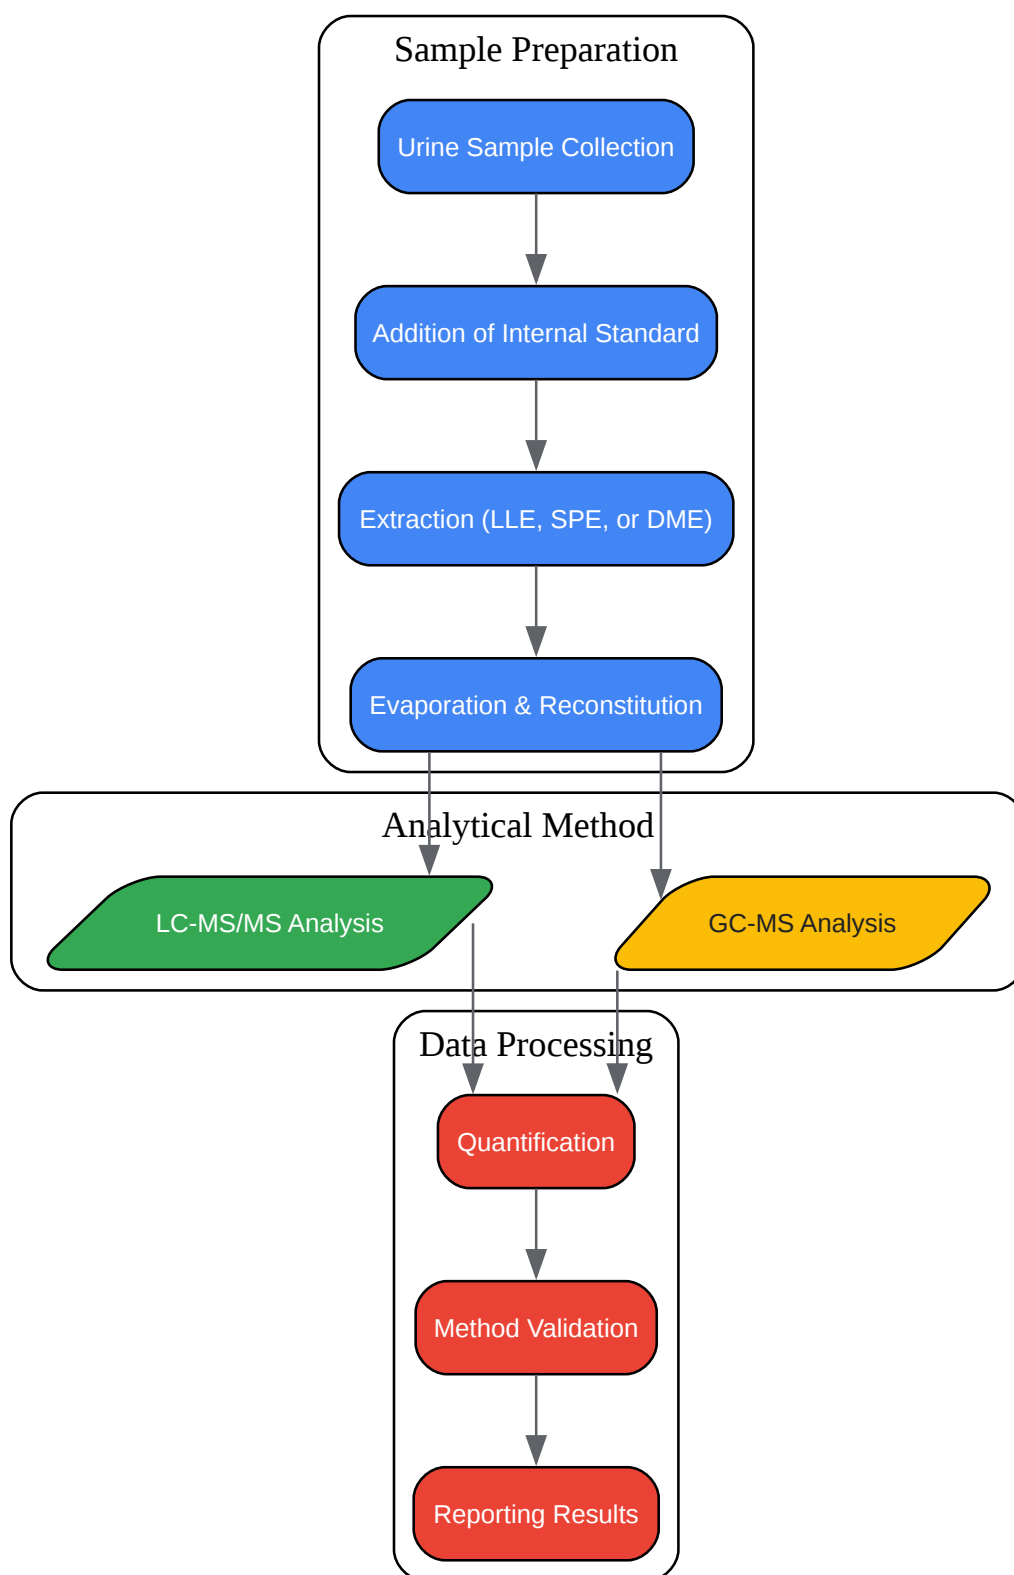 Sample Preparation
Urine Sample Collection
Addition of Internal Standard
Extraction (LLE, SPE, or DME)
Evaporation & Reconstitution
Analytical Method
LC-MS/MS Analysis
GC-MS Analysis
Data Processing
Quantification
Method Validation
Reporting Results